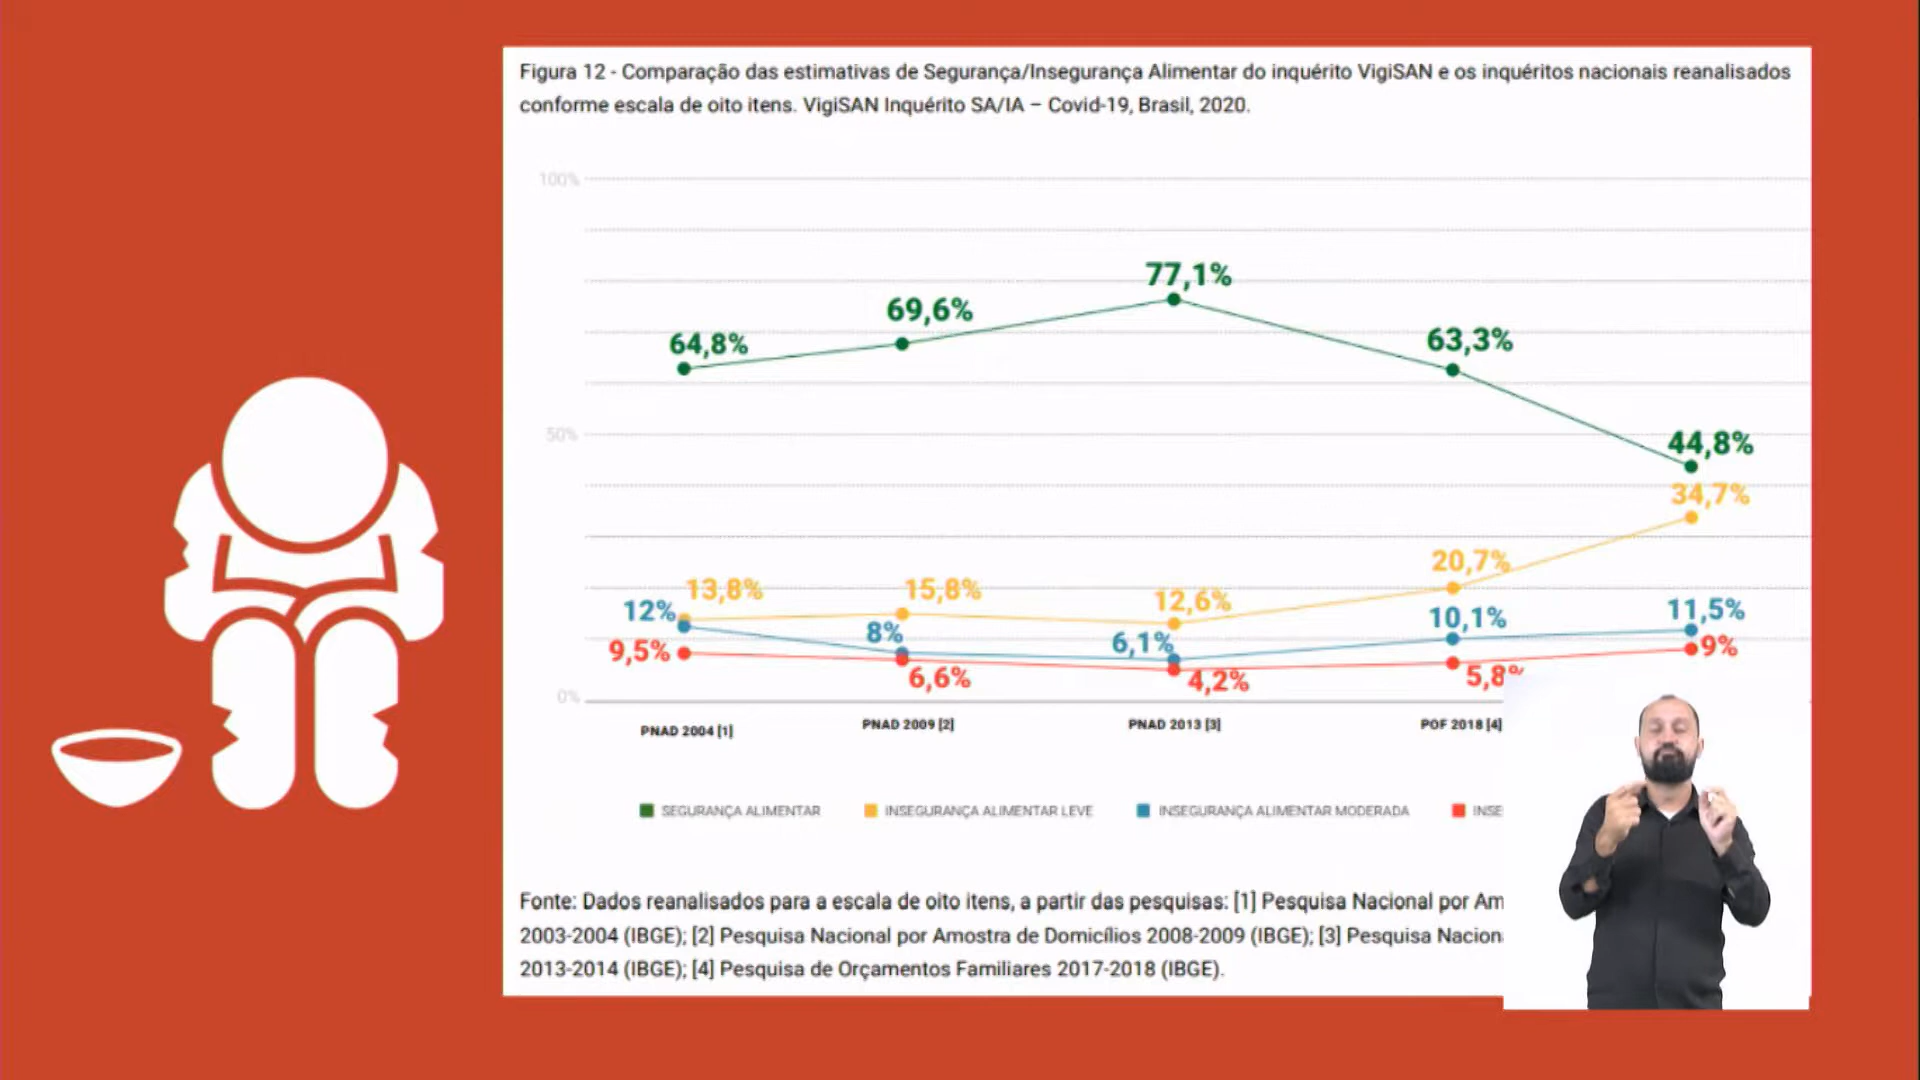 Figura 12 - Comparação das estimativas de Segurança/Insegurança Alimentar do inquérito VigiSAN e os inquéritos nacionais reanalisados
conforme escala de oito itens. VigiSAN Inquérito SA/IA – Covid-19, Brasil, 2020.
100%
77,1%
69,6%
64,8%
63,3%
50%
44,8%
34,7%
20,7%
13,8%
15,8%
12,6%
12%
8%
6,1%
10,1%
11,5%
9,5%
6,6%
4,2%
5,8%
9%
0%
PNAD 2004 [1]
PNAD 2009 [2]
PNAD 2013 [3]
POF 2018 [4]
SEGURANÇA ALIMENTAR
INSEGURANÇA ALIMENTAR LEVE
INSEGURANÇA ALIMENTAR MODERADA
INSE
Fonte: Dados reanalisados para a escala de oito itens, a partir das pesquisas: [1] Pesquisa Nacional por Am
2003-2004 (IBGE); [2] Pesquisa Nacional por Amostra de Domicílios 2008-2009 (IBGE); [3] Pesquisa Nacion
2013-2014 (IBGE); [4] Pesquisa de Orçamentos Familiares 2017-2018 (IBGE).